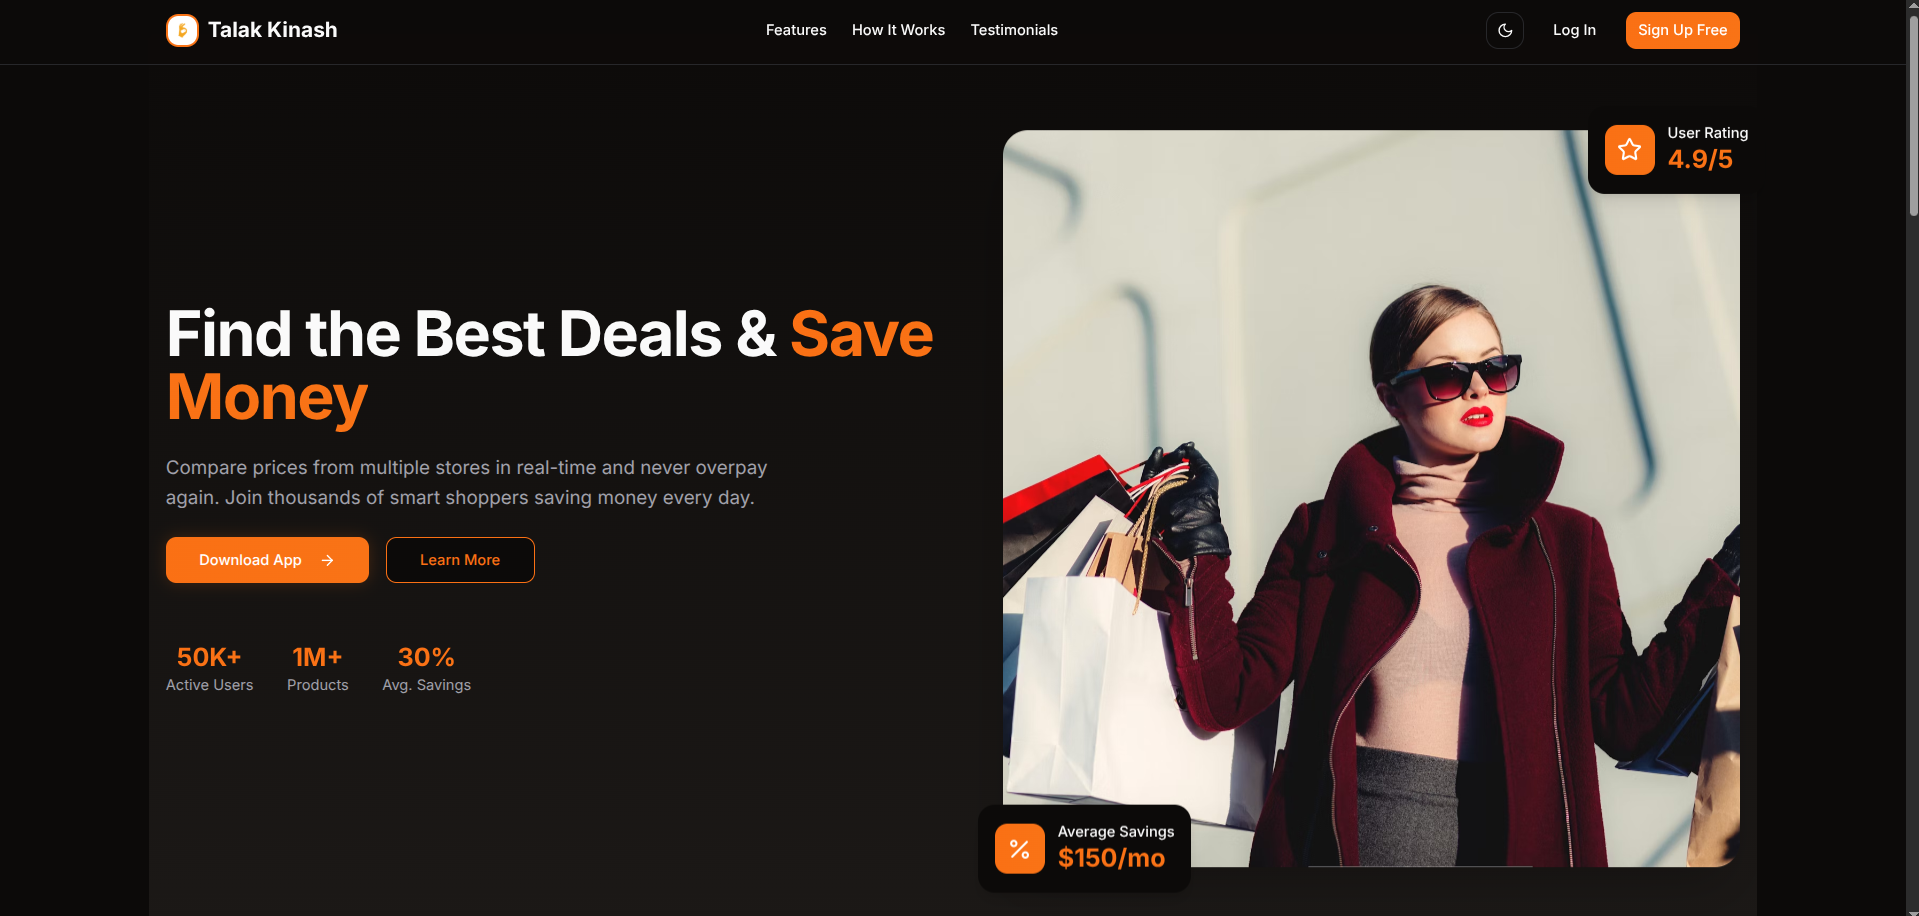 Talak Kinash
Features
How It Works
Testimonials
Log In
Sign Up Free
Find the Best Deals & Save
Money
Compare prices from multiple stores in real-time and never overpay
again. Join thousands of smart shoppers saving money every day.
Download App
Learn More
50K+
Active Users
1M+
Products
30%
Avg. Savings
User Rating
4.9/5
Average Savings
$150/mo